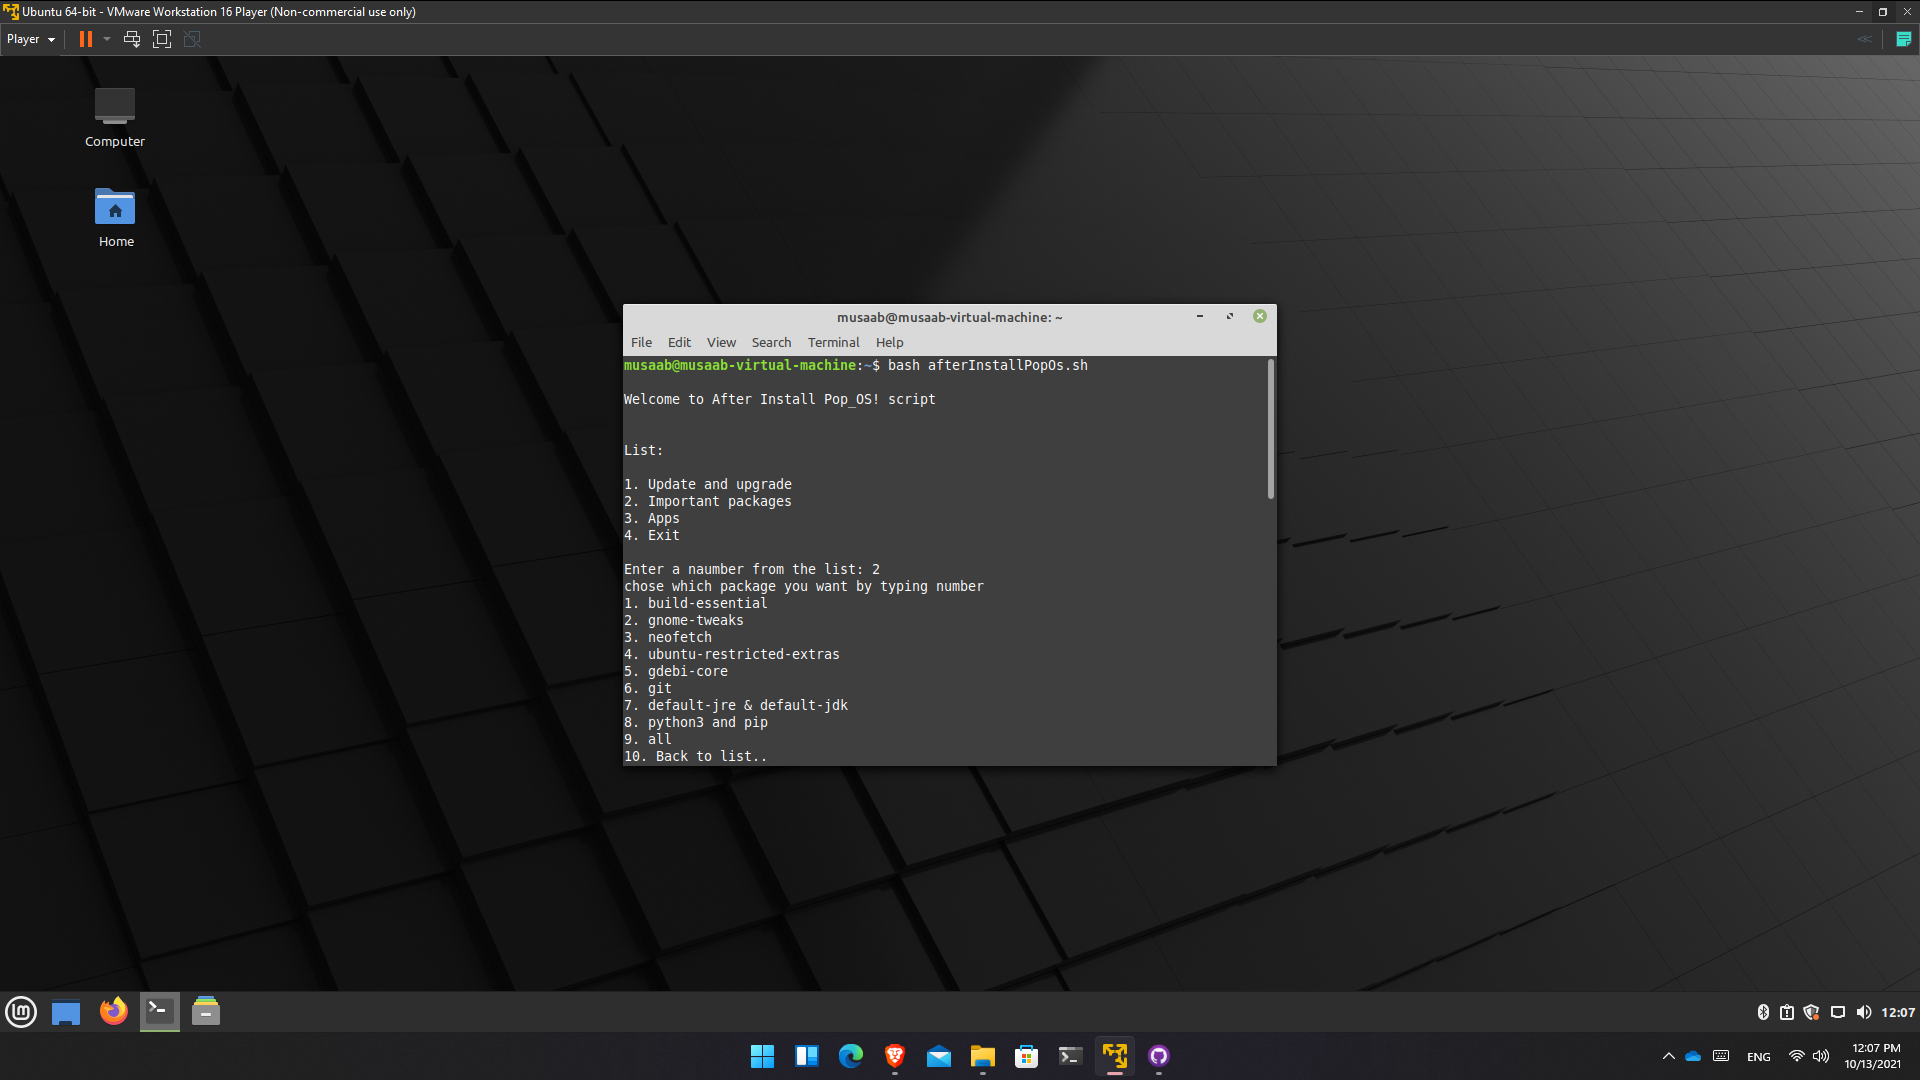 Ubuntu 64-bit - VMware Workstation 16 Player (Non-commercial use only)
Player
Computer
Home
musaab@musaab-virtual-machine: ~
File Edit View Search Terminal Help
musaab@musaab-virtual-machine:~$ bash afterInstallPopOs.sh
Welcome to After Install Pop_OS! script
List:
1. Update and upgrade
2. Important packages
3. Apps
4. Exit
Enter a naumber from the list: 2
chose which package you want by typing number
1. build-essential
2. gnome-tweaks
3. neofetch
4. ubuntu-restricted-extras
5. gdebi-core
6. git
7. default-jre & default-jdk
8. python3 and pip
9. all
10. Back to list..
12:07
ENG
12:07 PM
10/13/2021